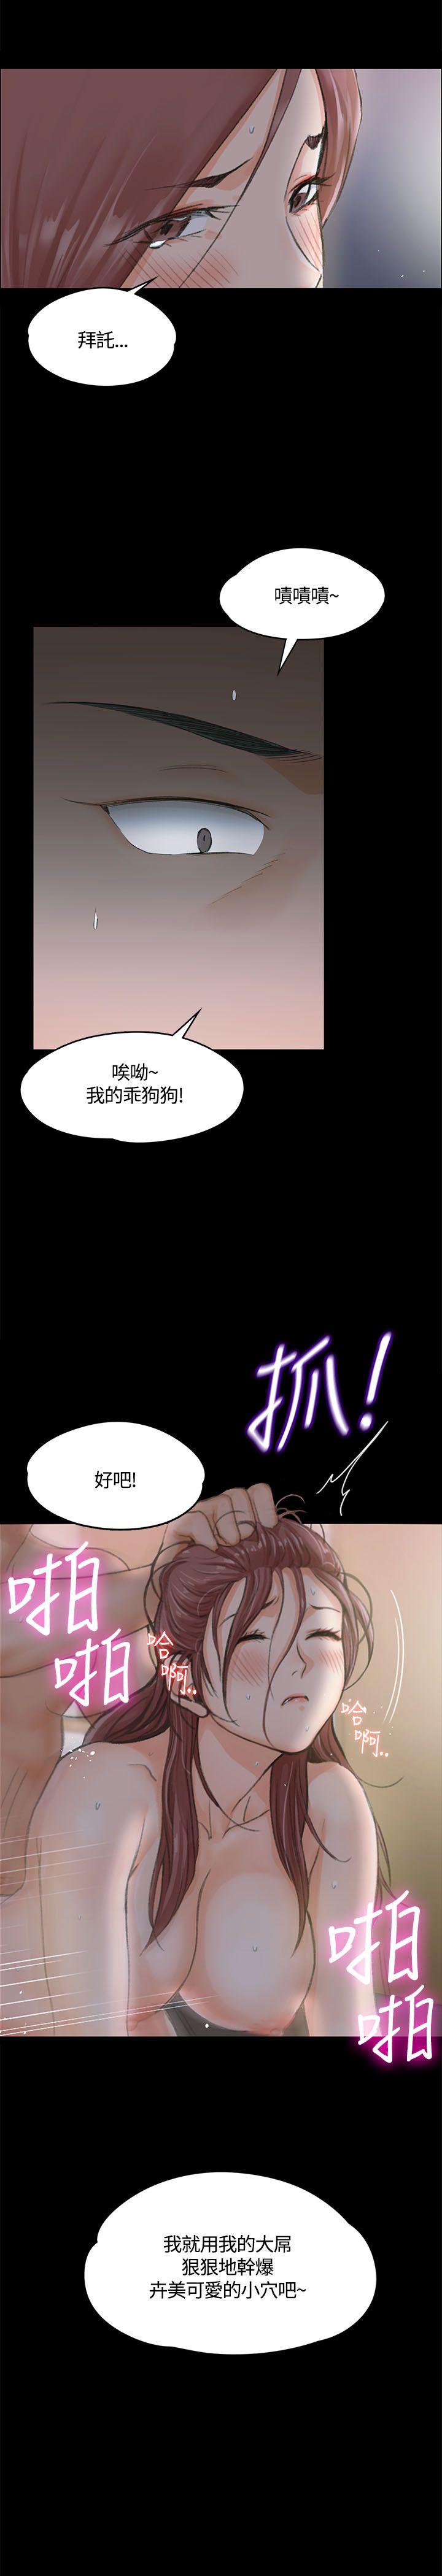 拜託...
嘖嘖嘖~
唉呦~
我的乖狗狗!
抓!
好吧!
啪
啪
哈
啊..
哈
啊..
啪
啪
我就用我的大屌
狠狠地幹爆
卉美可愛的小穴吧~